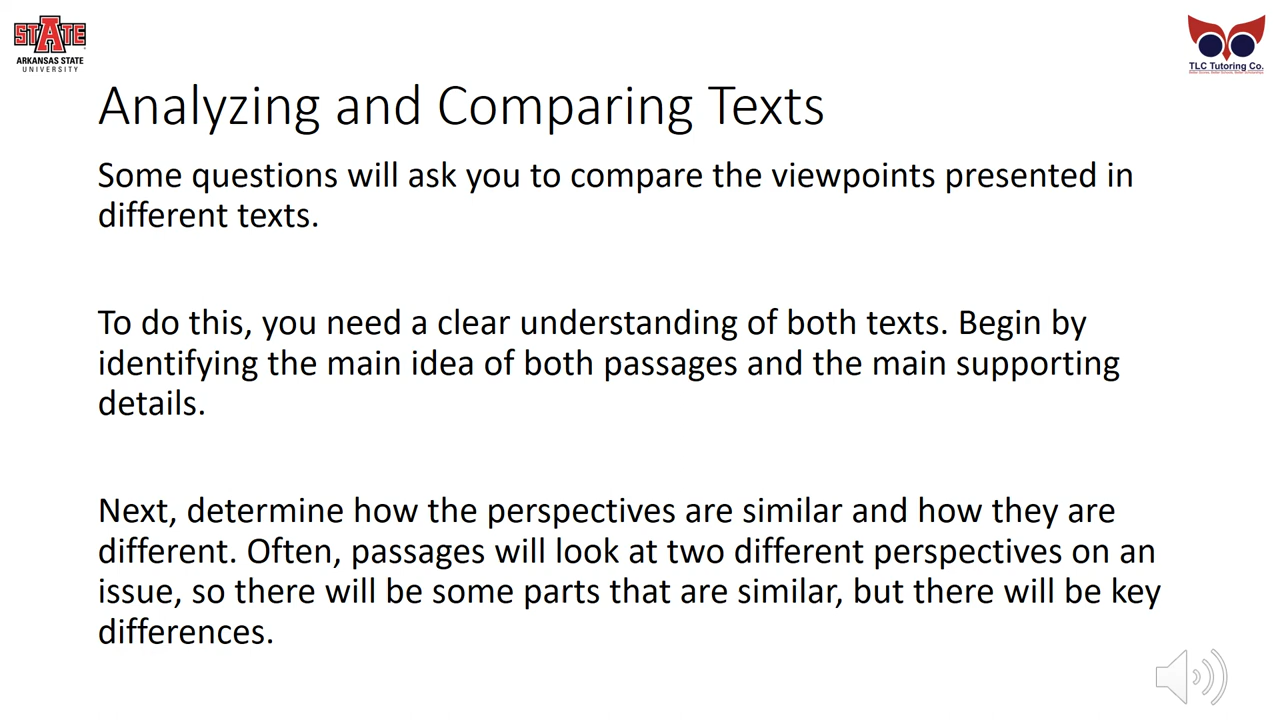 STATE
ARKANSAS STATE
UNIVERSITY
TLC Tutoring Co.
Analyzing and Comparing Texts
Some questions will ask you to compare the viewpoints presented in
different texts.
To do this, you need a clear understanding of both texts. Begin by
identifying the main idea of both passages and the main supporting
details.
Next, determine how the perspectives are similar and how they are
different. Often, passages will look at two different perspectives on an
issue, so there will be some parts that are similar, but there will be key
differences.